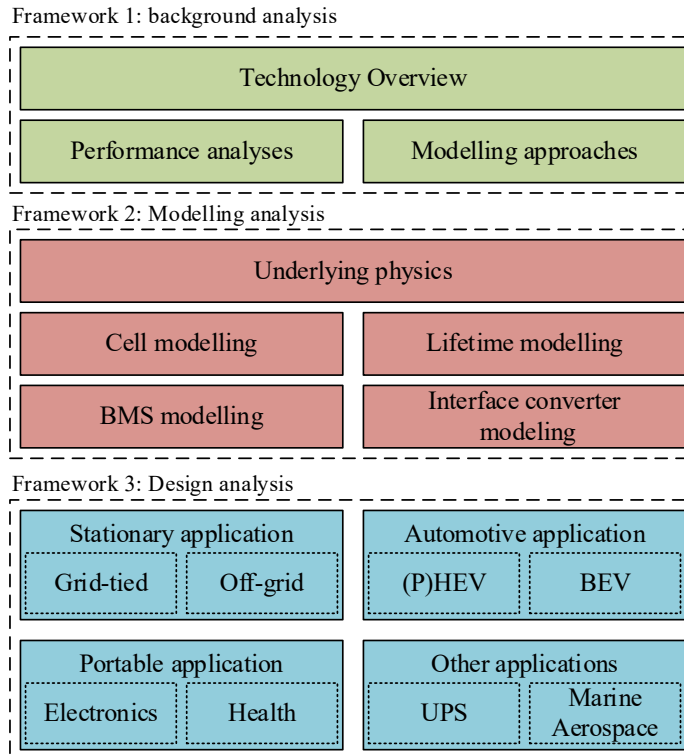 Framework 1: background analysis
Technology Overview
Performance analyses
Modelling approaches
Framework 2: Modelling analysis
Underlying physics
Cell modelling
Lifetime modelling
BMS modelling
Interface converter
modeling
Framework 3: Design analysis
Stationary application
Grid-tied
Off-grid
Automotive application
(P)HEV
BEV
Portable application
Electronics
Health
Other applications
UPS
Marine
Aerospace